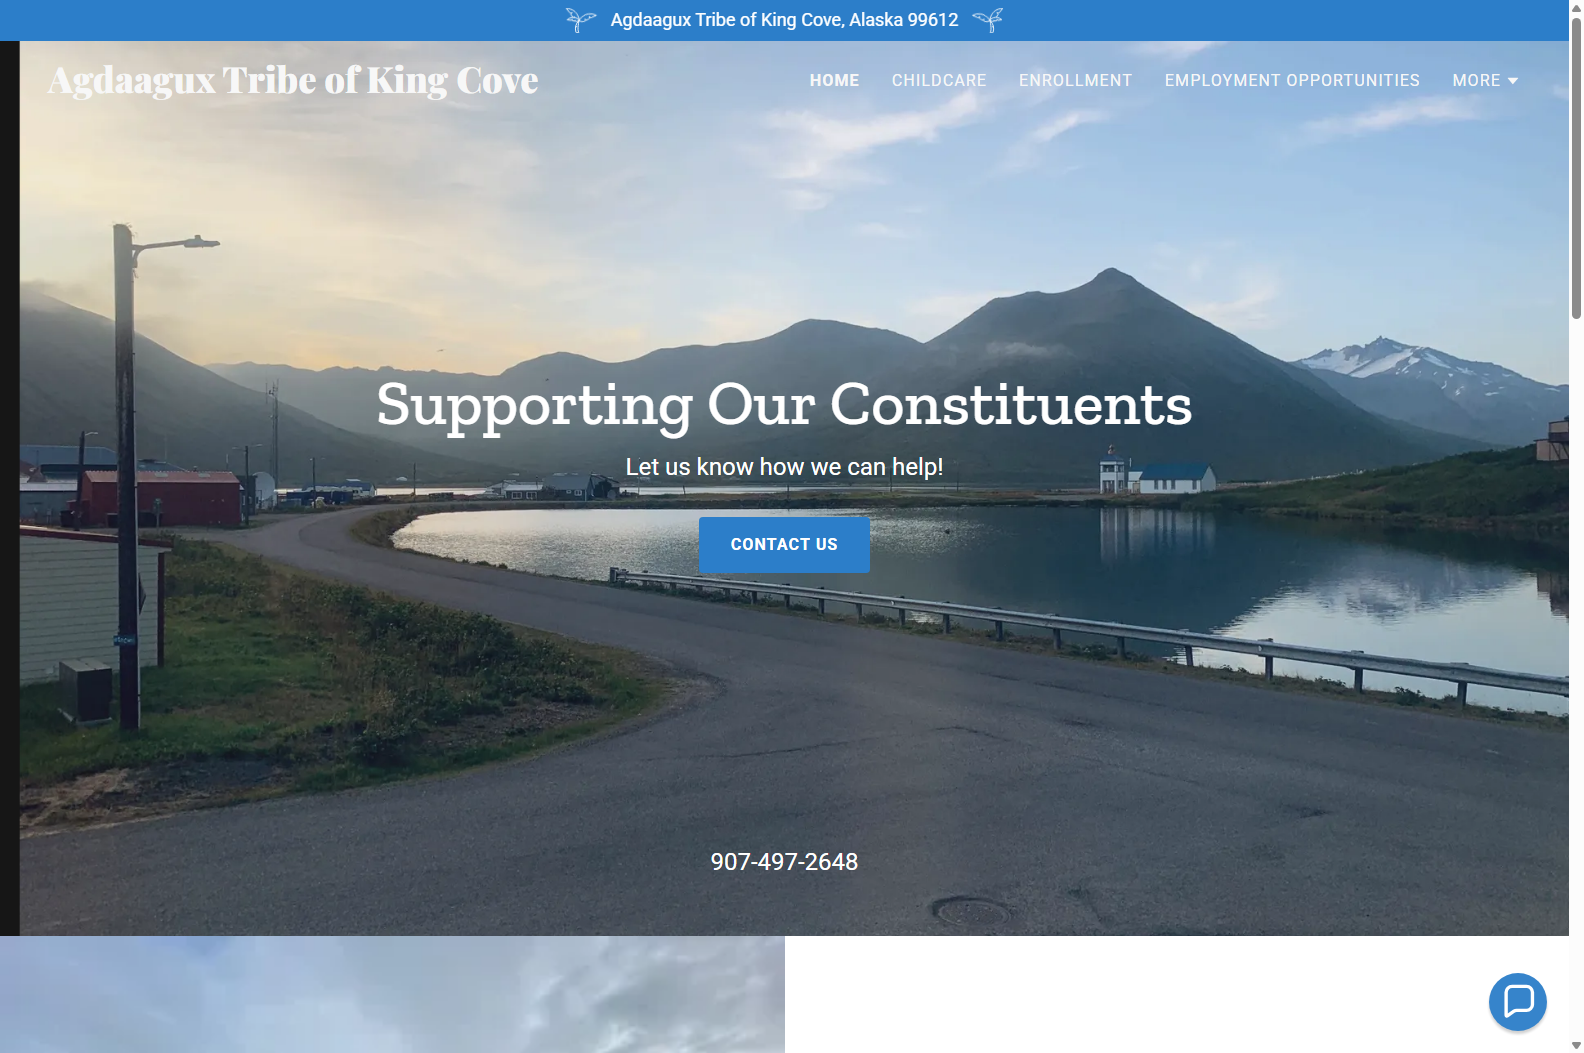 Agdaagux Tribe of King Cove, Alaska 99612
Agdaagux Tribe of King Cove
HOME CHILDCARE ENROLLMENT EMPLOYMENT OPPORTUNITIES MORE
Supporting Our Constituents
Let us know how we can help!
CONTACT US
907-497-2648